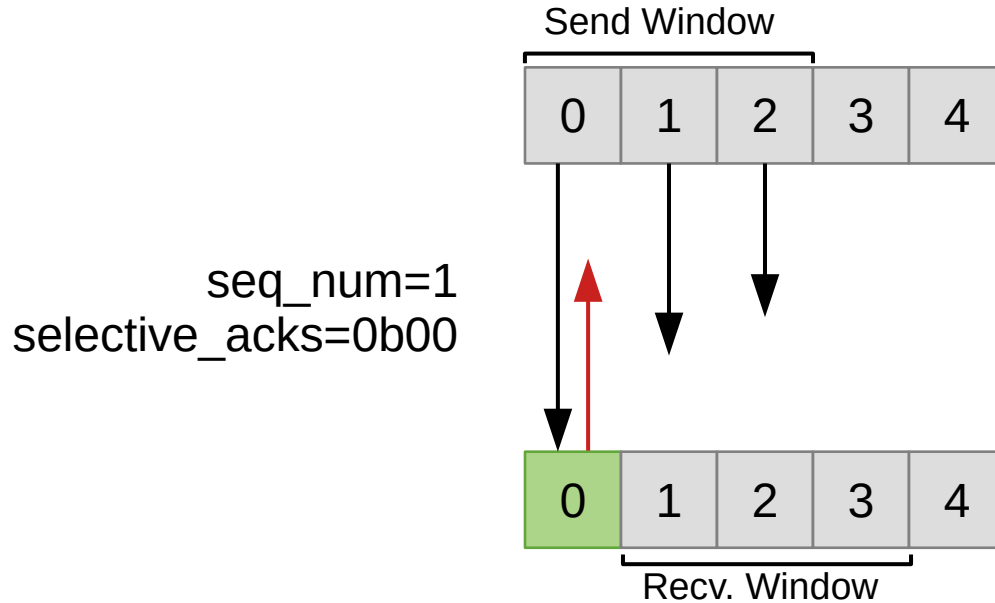 Send Window
0 1 2 3 4
seq_num=1
selective_acks=0b00
0 1 2 3 4
Recv. Window